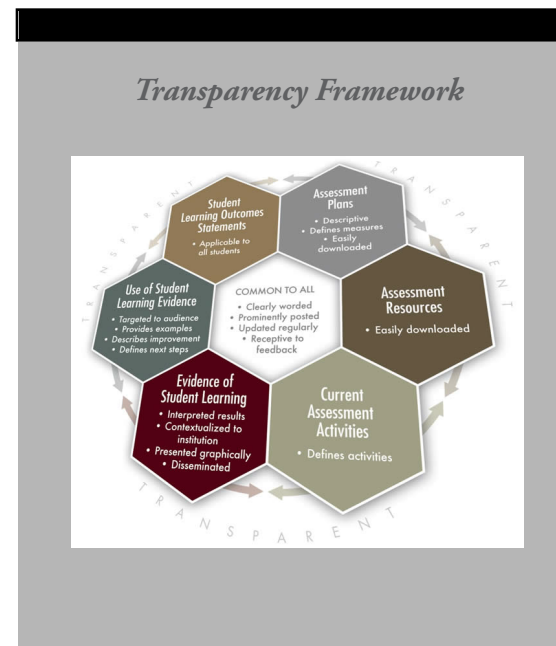 Transparency Framework
TRANSPARENT
TRANSPARENT
Student
Learning Outcomes
Statements
• Applicable to
all students
Assessment
Plans
• Descriptive
• Defines measures
• Easily
downloaded
Use of Student
Learning Evidence
• Targeted to audience
• Provides examples
• Describes improvement
• Defines next steps
COMMON TO ALL
• Clearly worded
• Prominently posted
• Updated regularly
• Receptive to
feedback
Assessment
Resources
• Easily downloaded
Evidence of
Student Learning
• Interpreted results
• Contextualized to
institution
• Presented graphically
• Disseminated
Current
Assessment
Activities
• Defines activities
TRANSPARENT